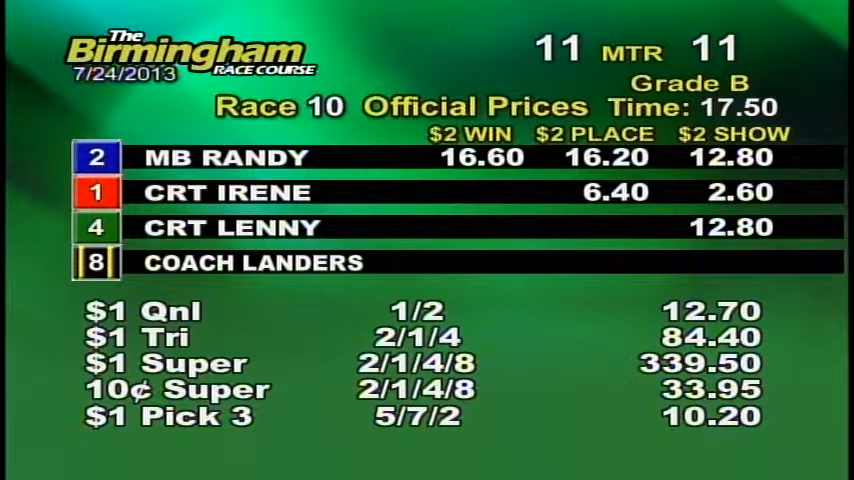 The
Birmingham
RACE COURSE
7/24/2013
11 MTR 11
Grade B
Race 10 Official Prices Time: 17.50
$2 WIN $2 PLACE $2 SHOW
2 MB RANDY 16.60 16.20 12.80
1 CRT IRENE 6.40 2.60
4 CRT LENNY 12.80
8 COACH LANDERS
$1 Qnl 1/2 12.70
$1 Tri 2/1/4 84.40
$1 Super 2/1/4/8 339.50
10¢ Super 2/1/4/8 33.95
$1 Pick 3 5/7/2 10.20